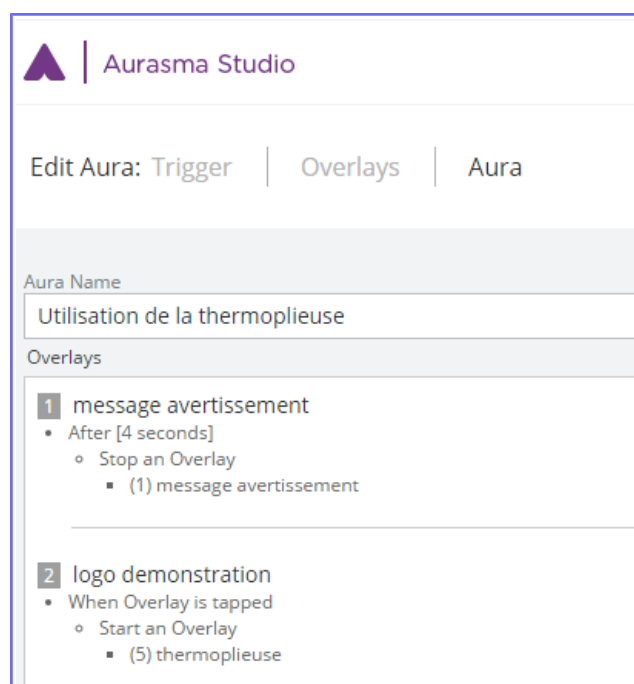 Aurasma Studio
Edit Aura: Trigger Overlays Aura
Aura Name
Utilisation de la thermoplieuse
Overlays
1 message avertissement
• After [4 seconds]
◦ Stop an Overlay
▪ (1) message avertissement
2 logo demonstration
• When Overlay is tapped
◦ Start an Overlay
▪ (5) thermoplieuse